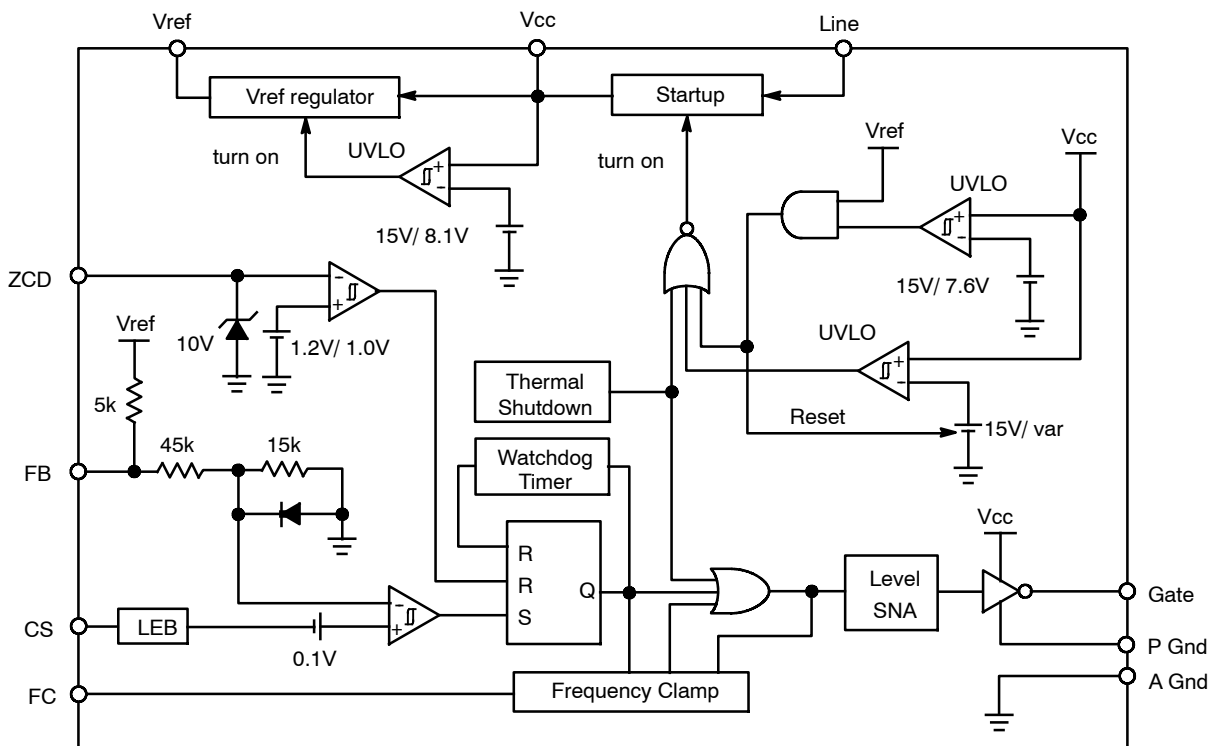 Vref
Vcc
Line
Vref regulator
Startup
turn on
UVLO
turn on
Vref
Vcc
+
−
UVLO
+
−
15V/ 8.1V
15V/ 7.6V
ZCD
−
+
Vref
10V
1.2V/ 1.0V
UVLO
+
−
5k
Thermal
Shutdown
Reset
15V/ var
45k
15k
FB
Watchdog
Timer
R
R
S
Q
Vcc
Level
SNA
Gate
−
+
CS
LEB
0.1V
P Gnd
A Gnd
FC
Frequency Clamp